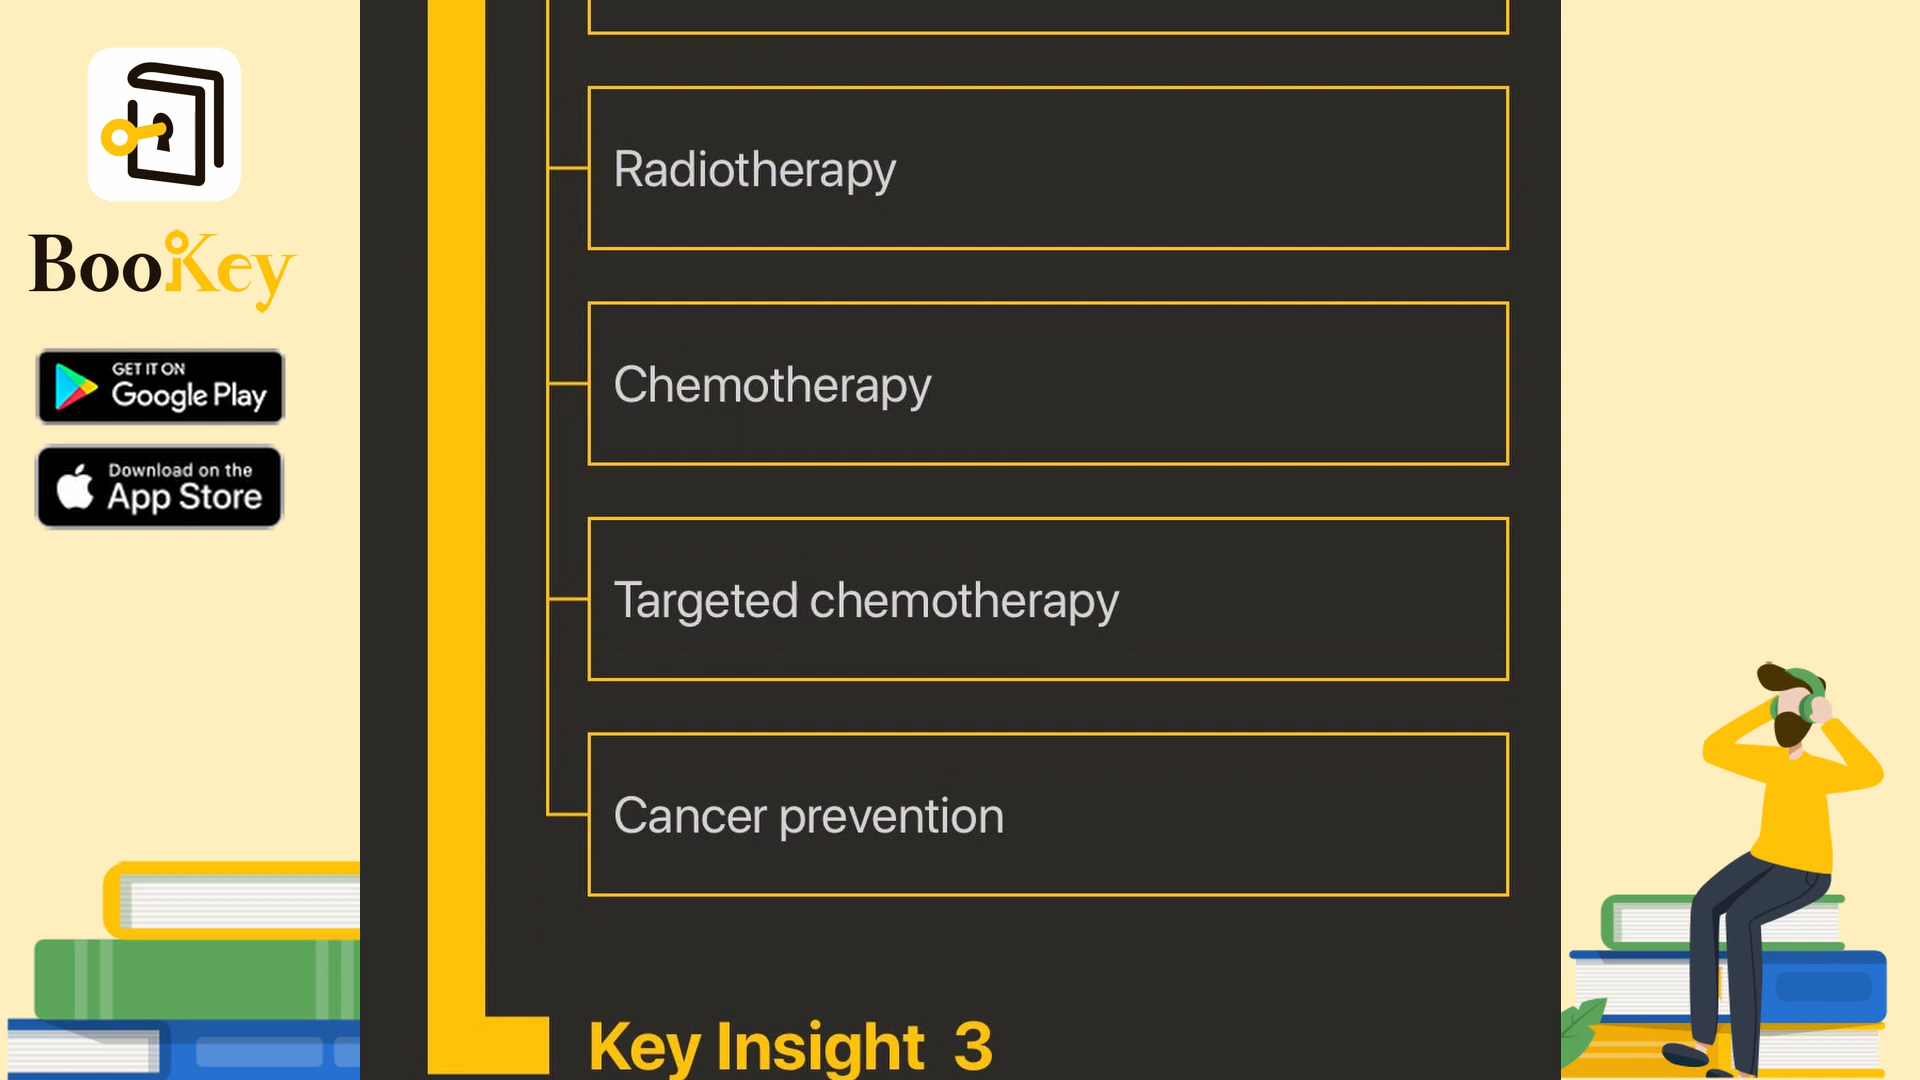 BooKey
GET IT ON
Google Play
Download on the
App Store
Radiotherapy
Chemotherapy
Targeted chemotherapy
Cancer prevention
Key Insight 3